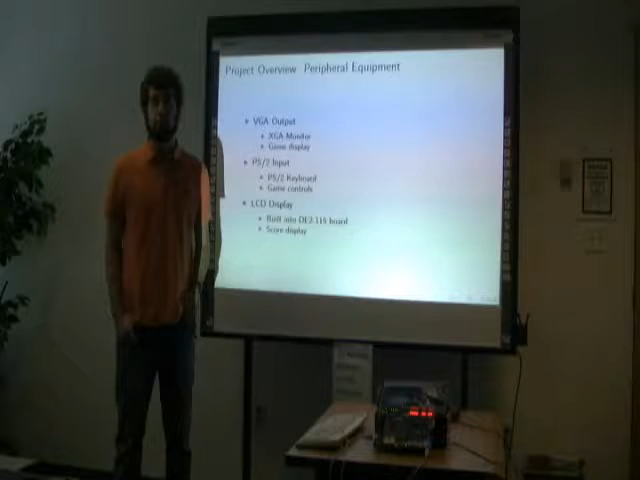 Project Overview Peripheral Equipment
VGA Output
XGA Monitor
Game display
PS/2 Input
PS/2 Keyboard
Game controls
LCD Display
Built into DE2-115 board
Score display